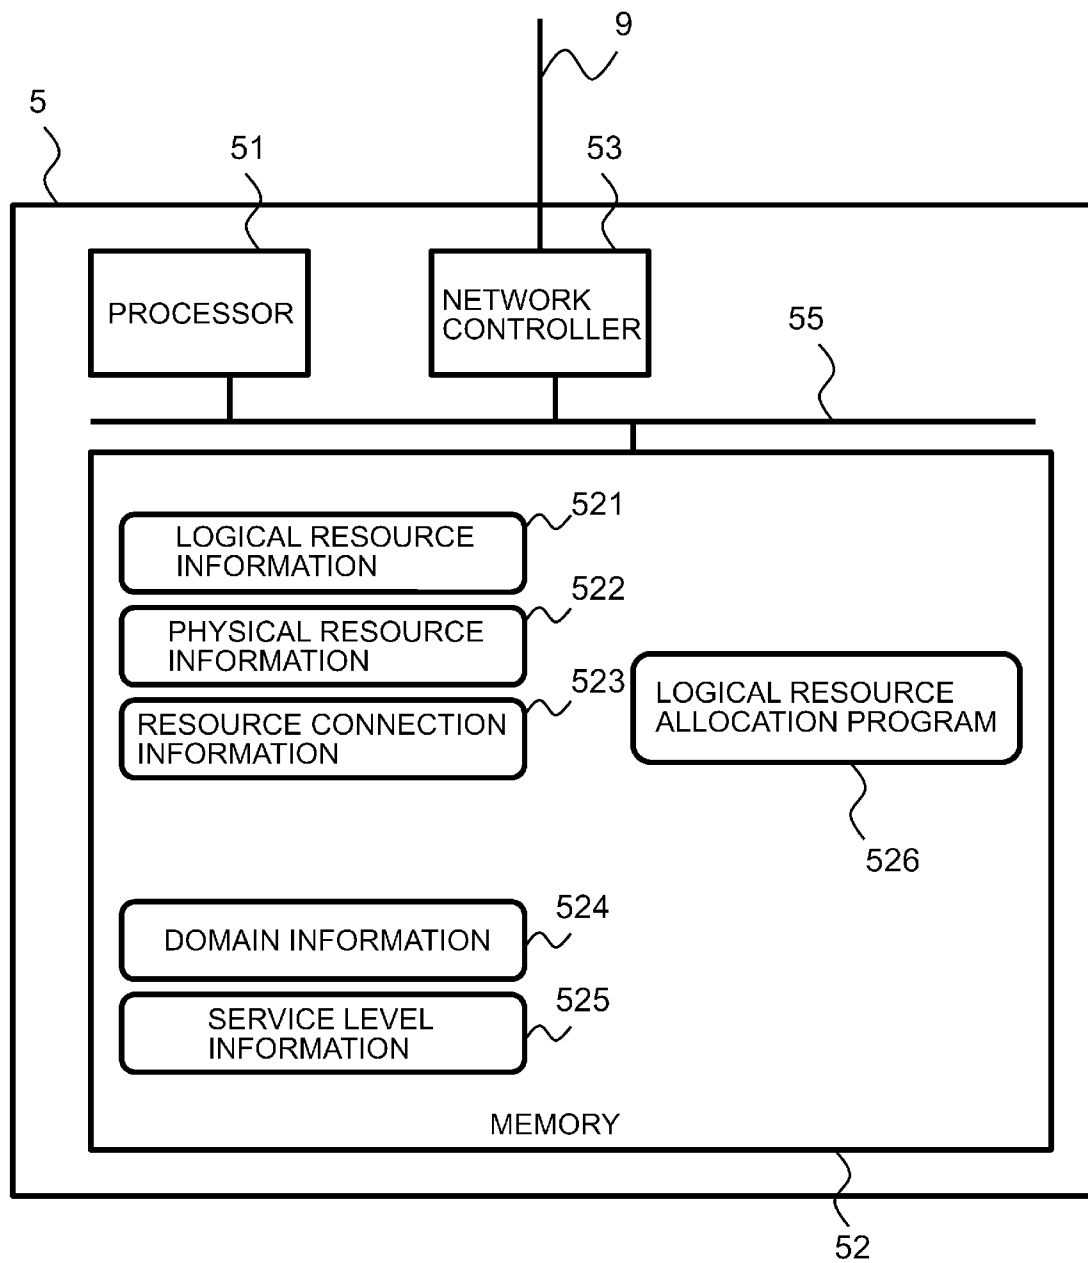 9
5
51
53
PROCESSOR
NETWORK
CONTROLLER
55
521
LOGICAL RESOURCE
INFORMATION
522
PHYSICAL RESOURCE
INFORMATION
523
RESOURCE CONNECTION
INFORMATION
LOGICAL RESOURCE
ALLOCATION PROGRAM
526
524
DOMAIN INFORMATION
525
SERVICE LEVEL
INFORMATION
MEMORY
52